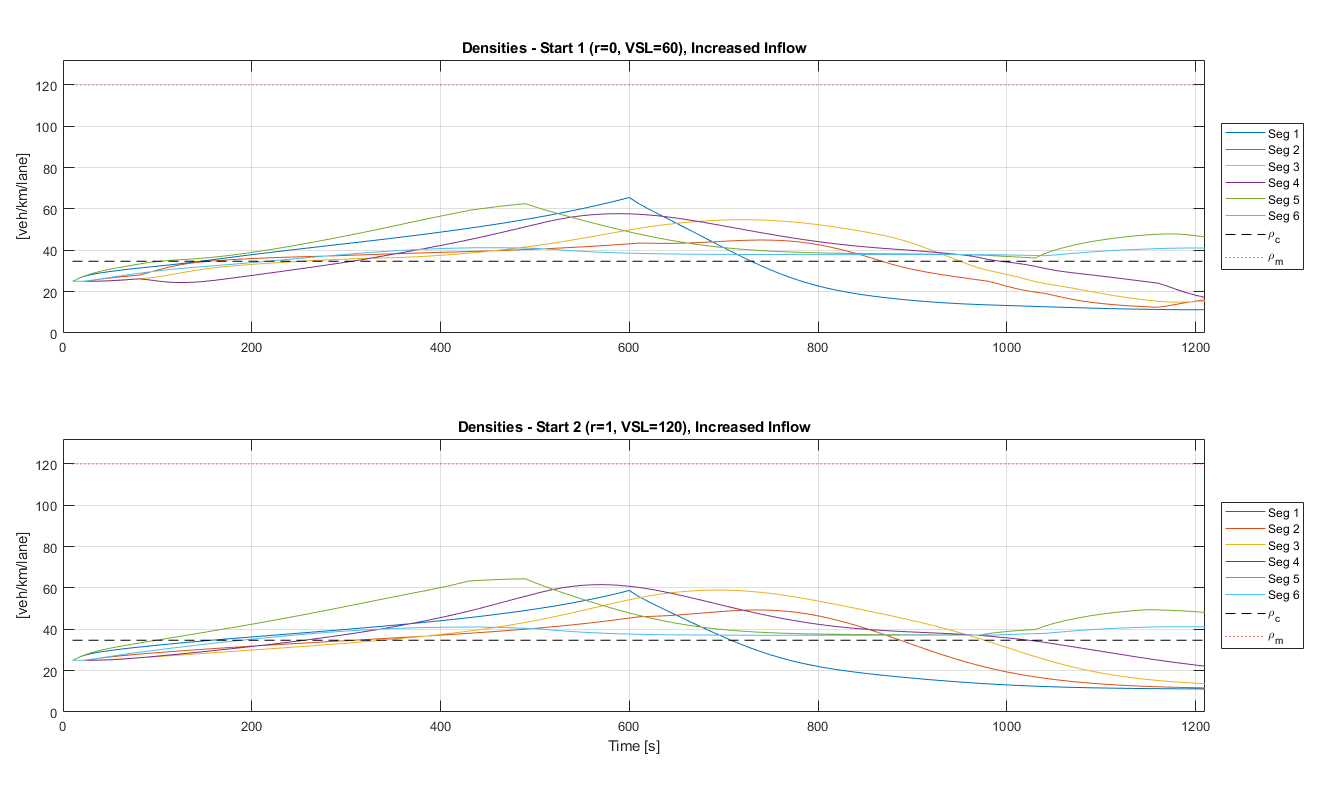 Densities - Start 1 (r=0, VSL=60), Increased Inflow
[veh/km/lane]
120
100
80
60
40
20
0
0 200 400 600 800 1000 1200
Seg 1
Seg 2
Seg 3
Seg 4
Seg 5
Seg 6
ρc
ρm
Densities - Start 2 (r=1, VSL=120), Increased Inflow
[veh/km/lane]
120
100
80
60
40
20
0
0 200 400 600 800 1000 1200
Time [s]
Seg 1
Seg 2
Seg 3
Seg 4
Seg 5
Seg 6
ρc
ρm